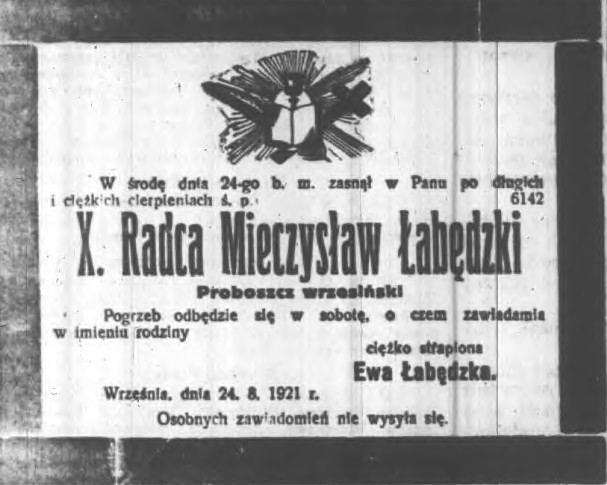 W środę dnia 24-go b. m. zasnął w Panu po długich
i ciężkich cierpieniach ś. p. 6142
X. Radca Mieczysław Łabędzki
Proboszcz wrzesiński
Pogrzeb odbędzie się w sobotę, o czem zawiadamia
w imieniu rodziny
ciężko strapiona
Ewa Łabędzka.
Września, dnia 24. 8. 1921 r.
Osobnych zawiadomień nie wysyła się.